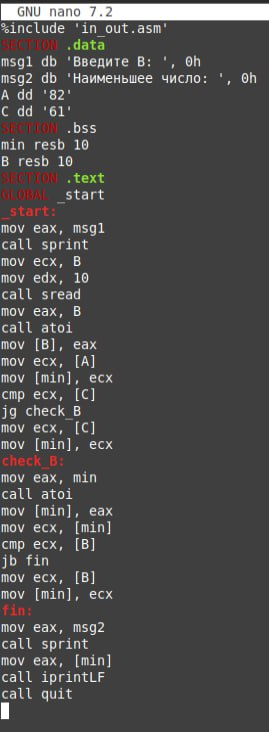 GNU nano 7.2
%include 'in_out.asm'
SECTION .data
msg1 db 'Введите B: ', 0h
msg2 db 'Наименьшее число: ', 0h
A dd '82'
C dd '61'
SECTION .bss
min resb 10
B resb 10
SECTION .text
GLOBAL _start
_start:
mov eax, msg1
call sprint
mov ecx, B
mov edx, 10
call sread
mov eax, B
call atoi
mov [B], eax
mov ecx, [A]
mov [min], ecx
cmp ecx, [C]
jg check_B
mov ecx, [C]
mov [min], ecx
check_B:
mov eax, min
call atoi
mov [min], eax
mov ecx, [min]
cmp ecx, [B]
jb fin
mov ecx, [B]
mov [min], ecx
fin:
mov eax, msg2
call sprint
mov eax, [min]
call iprintLF
call quit